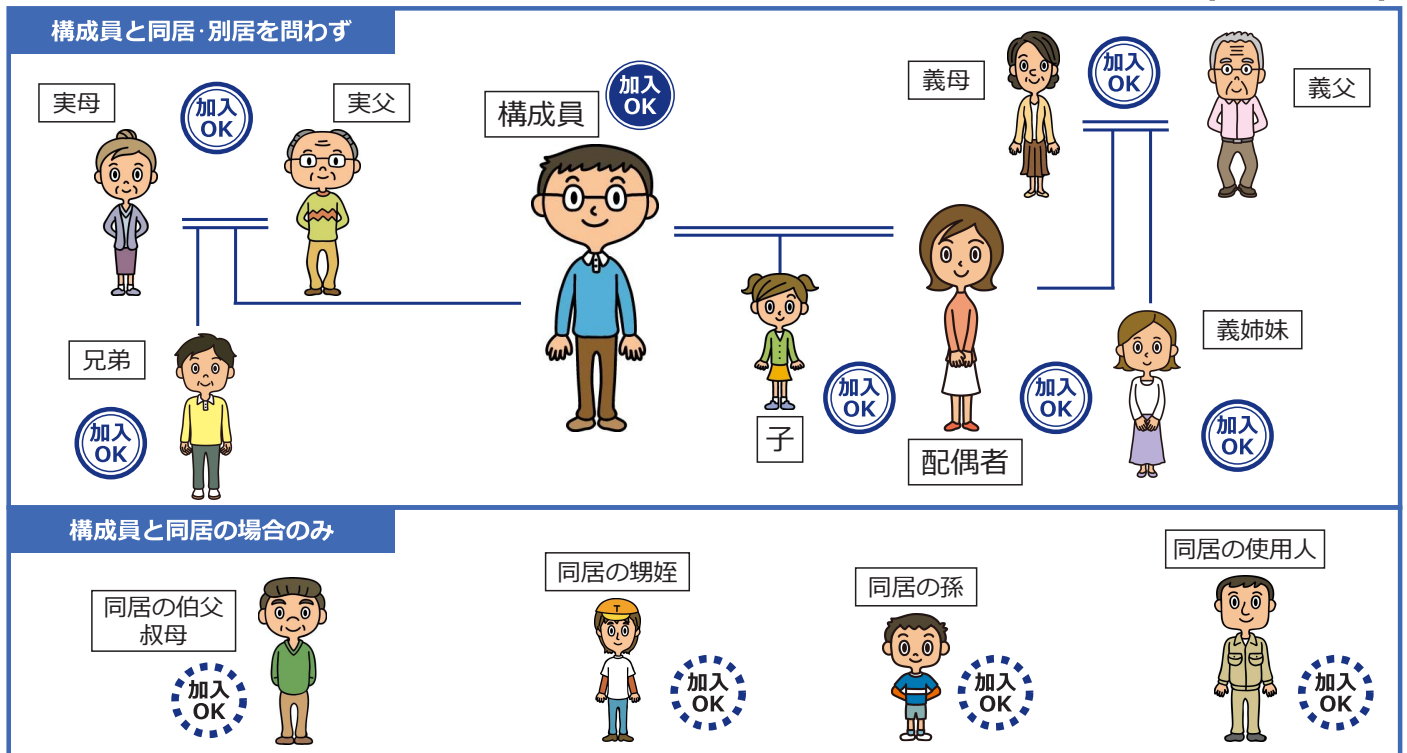 構成員と同居・別居を問わず
実母
加入
OK
実父
構成員
加入
OK
義母
加入
OK
義父
兄弟
加入
OK
子
加入
OK
配偶者
加入
OK
義姉妹
加入
OK
構成員と同居の場合のみ
同居の伯父
叔母
加入
OK
同居の甥姪
T
加入
OK
同居の孫
加入
OK
同居の使用人
加入
OK